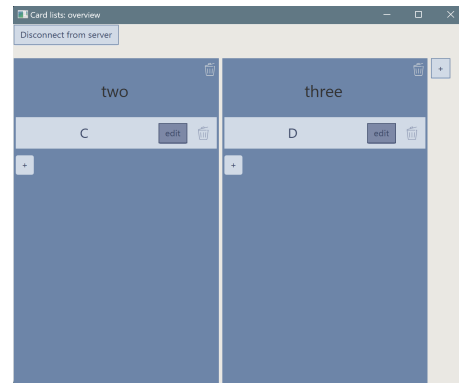 Card lists: overview
Disconnect from server
two
three
+
C
edit
D
edit
+
+